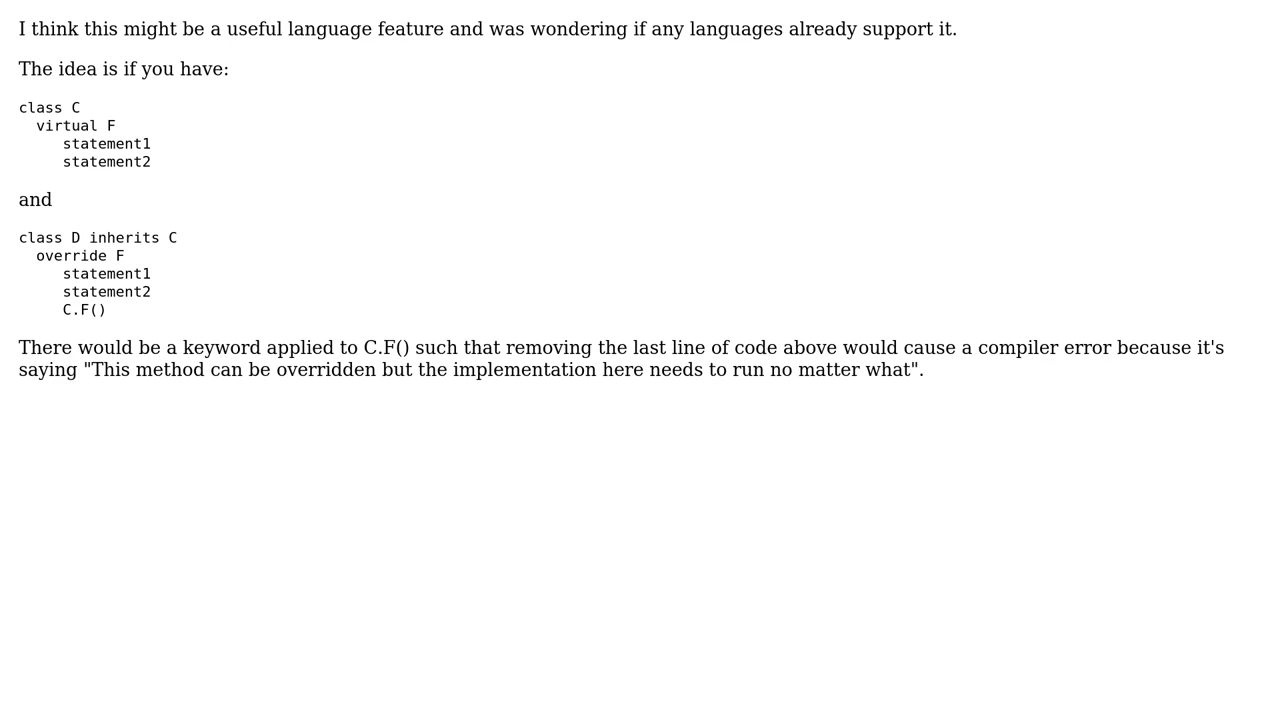 I think this might be a useful language feature and was wondering if any languages already support it.
The idea is if you have:
class C
  virtual F
     statement1
     statement2
and
class D inherits C
  override F
     statement1
     statement2
     C.F()
There would be a keyword applied to C.F() such that removing the last line of code above would cause a compiler error because it's
saying "This method can be overridden but the implementation here needs to run no matter what".